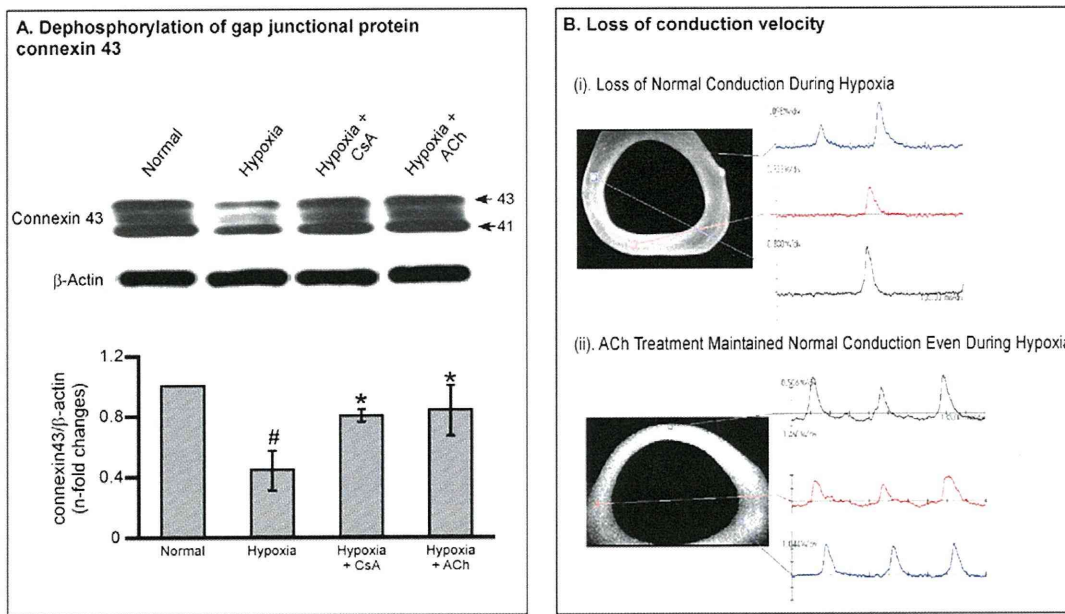 A. Dephosphorylation of gap junctional protein
connexin 43
Normal
Hypoxia
Hypoxia +
CsA
Hypoxia +
ACh
Connexin 43
43
41
β-Actin
1.2
0.8
0.4
0
connexin43/β-actin
(n-fold changes)
#
*
*
Normal
Hypoxia
Hypoxia
+ CsA
Hypoxia
+ ACh
B. Loss of conduction velocity
(i). Loss of Normal Conduction During Hypoxia
(ii). ACh Treatment Maintained Normal Conduction Even During Hypoxia